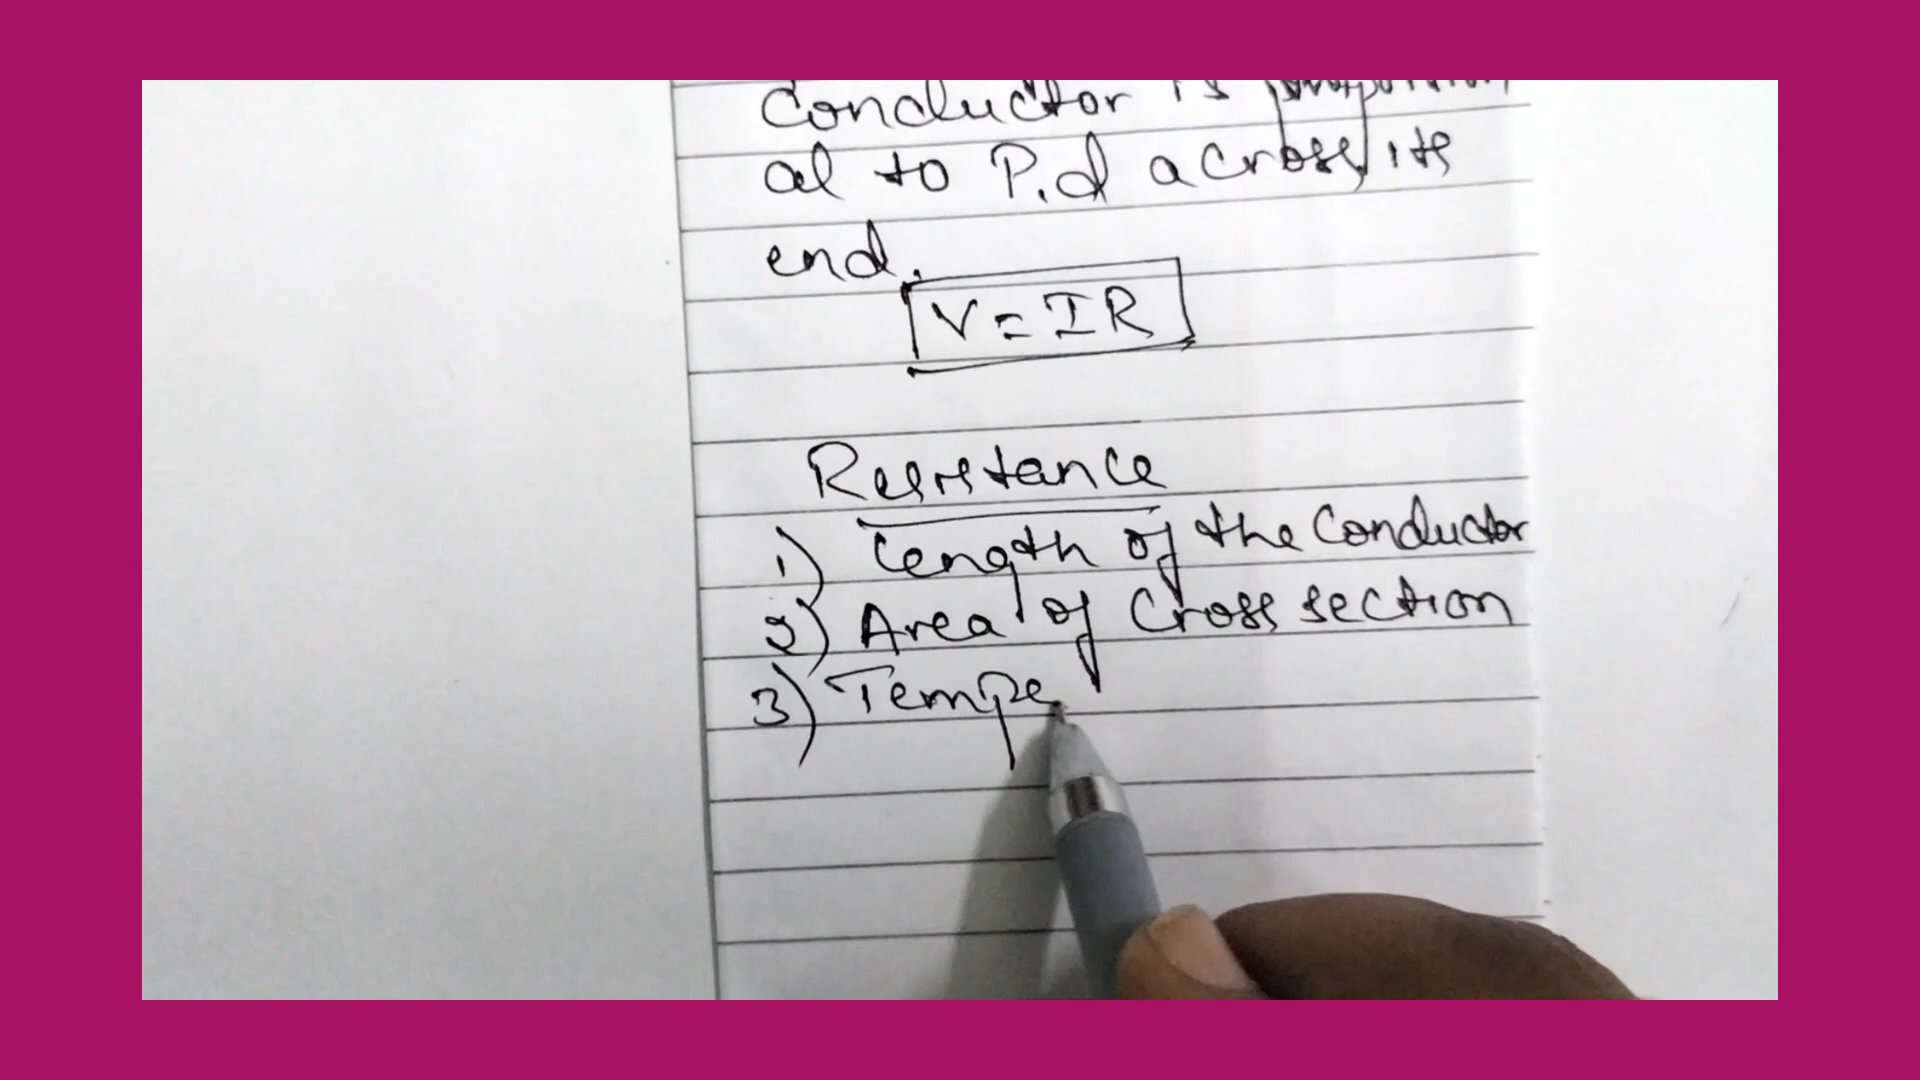 Conductor is proportion
al to P.d across its
end.
V = IR
Resistance
1) Length of the Conductor
2) Area of Cross section
3) Tempe